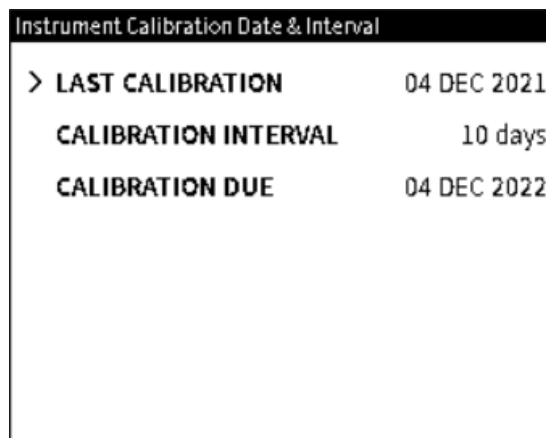 Instrument Calibration Date & Interval
> LAST CALIBRATION 04 DEC 2021
CALIBRATION INTERVAL 10 days
CALIBRATION DUE 04 DEC 2022